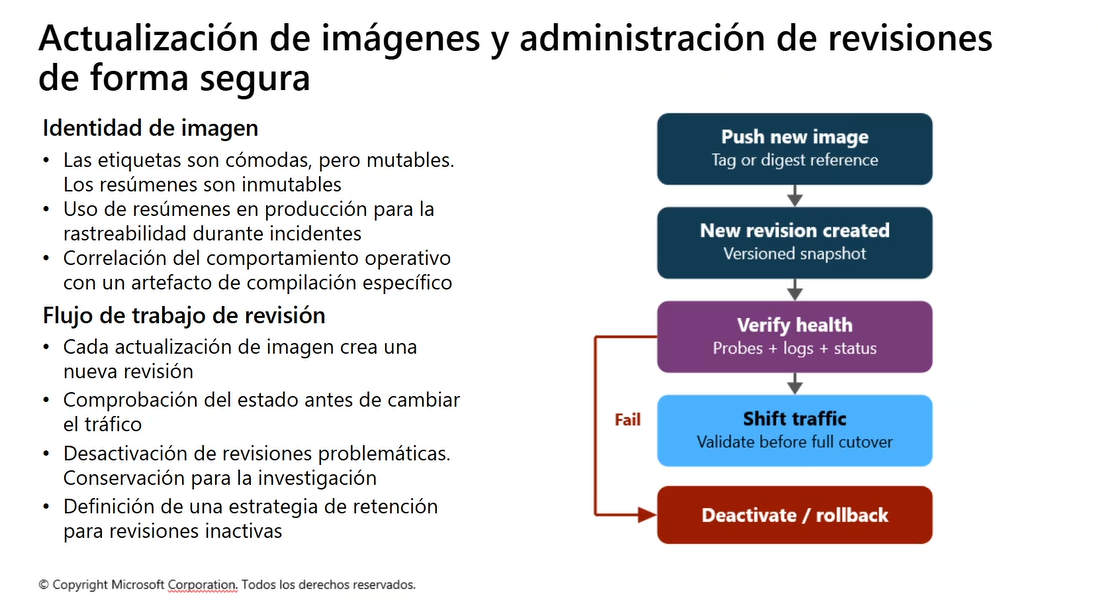 Actualización de imágenes y administración de revisiones
de forma segura
Identidad de imagen
• Las etiquetas son cómodas, pero mutables.
Los resúmenes son inmutables
• Uso de resúmenes en producción para la
rastreabilidad durante incidentes
• Correlación del comportamiento operativo
con un artefacto de compilación específico
Flujo de trabajo de revisión
• Cada actualización de imagen crea una
nueva revisión
• Comprobación del estado antes de cambiar
el tráfico
• Desactivación de revisiones problemáticas.
Conservación para la investigación
• Definición de una estrategia de retención
para revisiones inactivas
Push new image
Tag or digest reference
New revision created
Versioned snapshot
Verify health
Probes + logs + status
Fail
Shift traffic
Validate before full cutover
Deactivate / rollback
© Copyright Microsoft Corporation. Todos los derechos reservados.